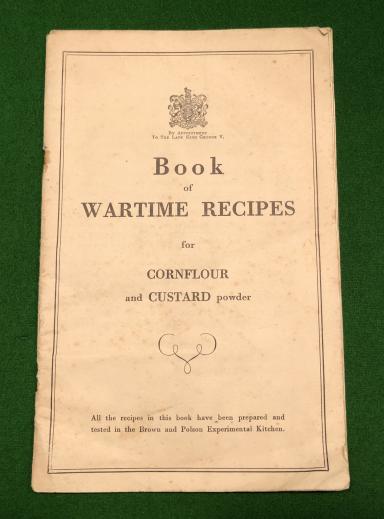 By Appointment
To The Late King George V.
Book
of
WARTIME RECIPES
for
CORNFLOUR
and CUSTARD powder
All the recipes in this book have been prepared and
tested in the Brown and Polson Experimental Kitchen.